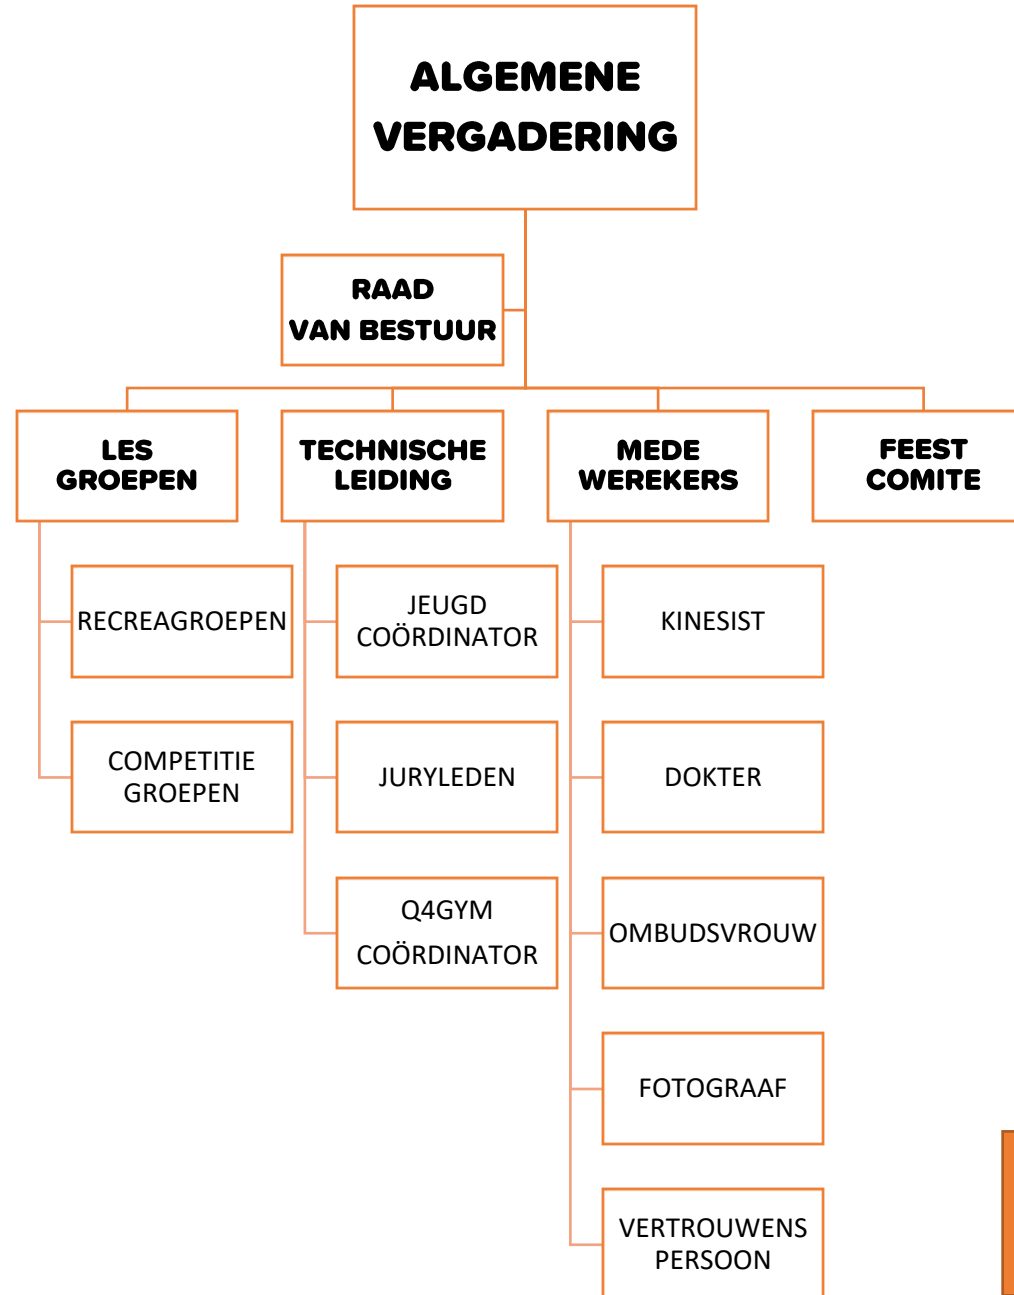 ALGEMENE
VERGADERING
RAAD
VAN BESTUUR
LES
GROEPEN
TECHNISCHE
LEIDING
MEDE
WEREKERS
FEEST
COMITE
RECREAGROEPEN
COMPETITIE
GROEPEN
JEUGD
COÖRDINATOR
JURYLEDEN
Q4GYM
COÖRDINATOR
KINESIST
DOKTER
OMBUDSVROUW
FOTOGRAAF
VERTROUWENS
PERSOON